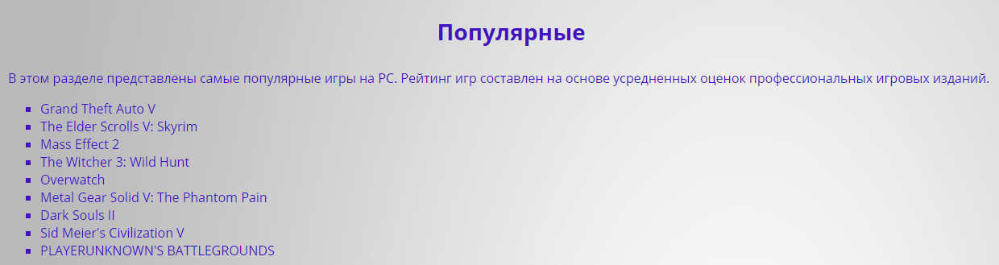 Популярные
В этом разделе представлены самые популярные игры на PC. Рейтинг игр составлен на основе усредненных оценок профессиональных игровых изданий.
Grand Theft Auto V
The Elder Scrolls V: Skyrim
Mass Effect 2
The Witcher 3: Wild Hunt
Overwatch
Metal Gear Solid V: The Phantom Pain
Dark Souls II
Sid Meier's Civilization V
PLAYERUNKNOWN'S BATTLEGROUNDS